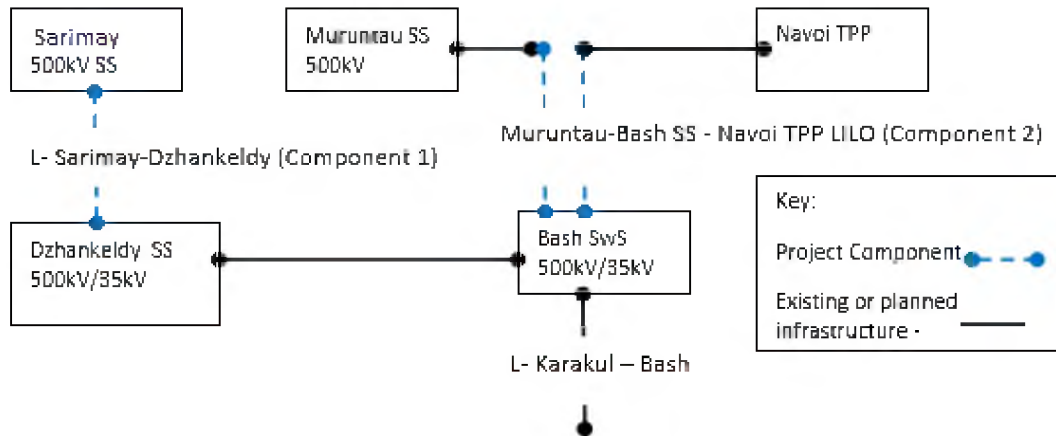 Sarimay
500kV SS
Muruntau SS
500kV
Navoi TPP
Muruntau-Bash SS - Navoi TPP LILO (Component 2)
L- Sarimay-Dzhankeldy (Component 1)
Dzhankeldy SS
500kV/35kV
Bash SwS
500kV/35kV
Key:
Project Component
Existing or planned
infrastructure -
L- Karakul – Bash